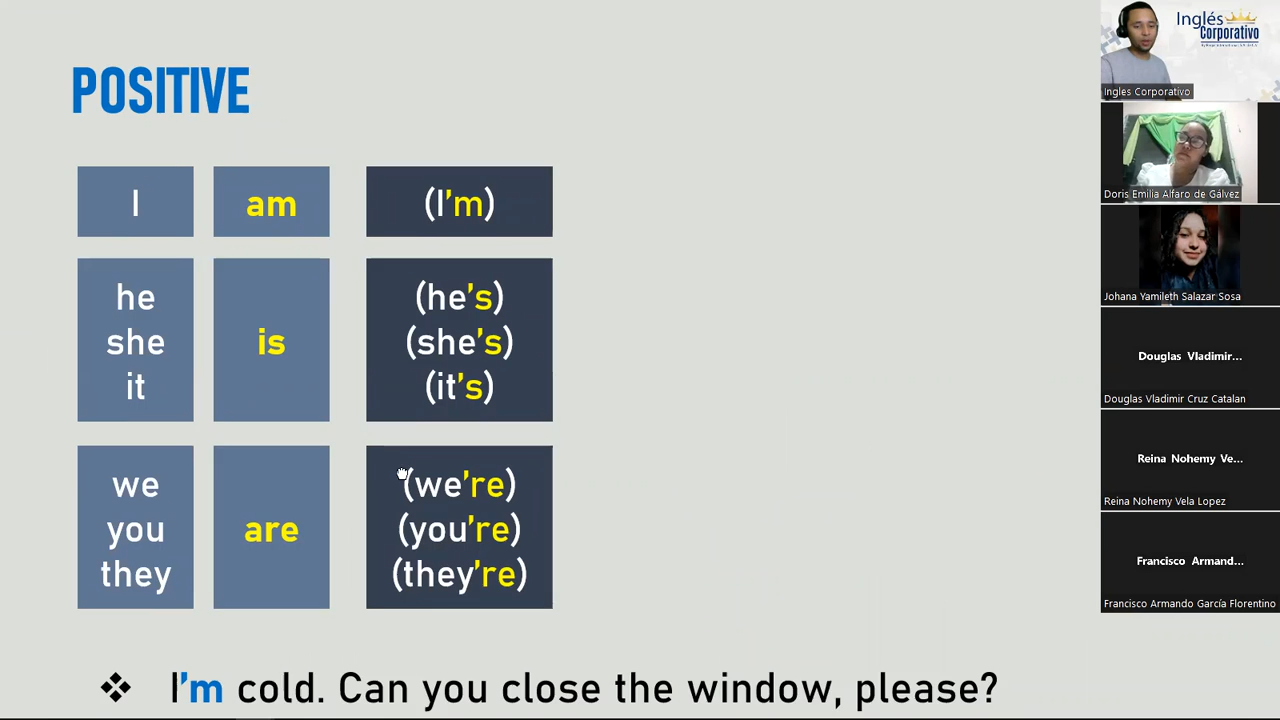 POSITIVE
I am (I'm)
he
she
it
is
(he's)
(she's)
(it's)
we
you
they
are
(we're)
(you're)
(they're)
❖ I'm cold. Can you close the window, please?
Inglés
Corporativo
Ingles Corporativo
Doris Emilia Alfaro de Gálvez
Johana Yamileth Salazar Sosa
Douglas Vladimir...
Douglas Vladimir Cruz Catalan
Reina Nohemy Ve...
Reina Nohemy Vela Lopez
Francisco Armand...
Francisco Armando García Florentino